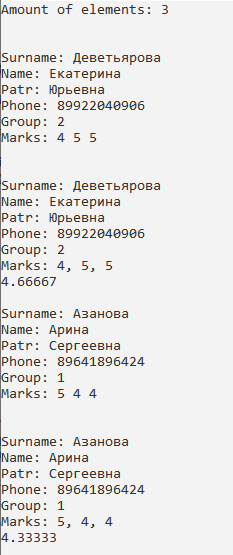 Amount of elements: 3
Surname: Деветьярова
Name: Екатерина
Patr: Юрьевна
Phone: 89922040906
Group: 2
Marks: 4 5 5
Surname: Деветьярова
Name: Екатерина
Patr: Юрьевна
Phone: 89922040906
Group: 2
Marks: 4, 5, 5
4.66667
Surname: Азанова
Name: Арина
Patr: Сергеевна
Phone: 89641896424
Group: 1
Marks: 5 4 4
Surname: Азанова
Name: Арина
Patr: Сергеевна
Phone: 89641896424
Group: 1
Marks: 5, 4, 4
4.33333